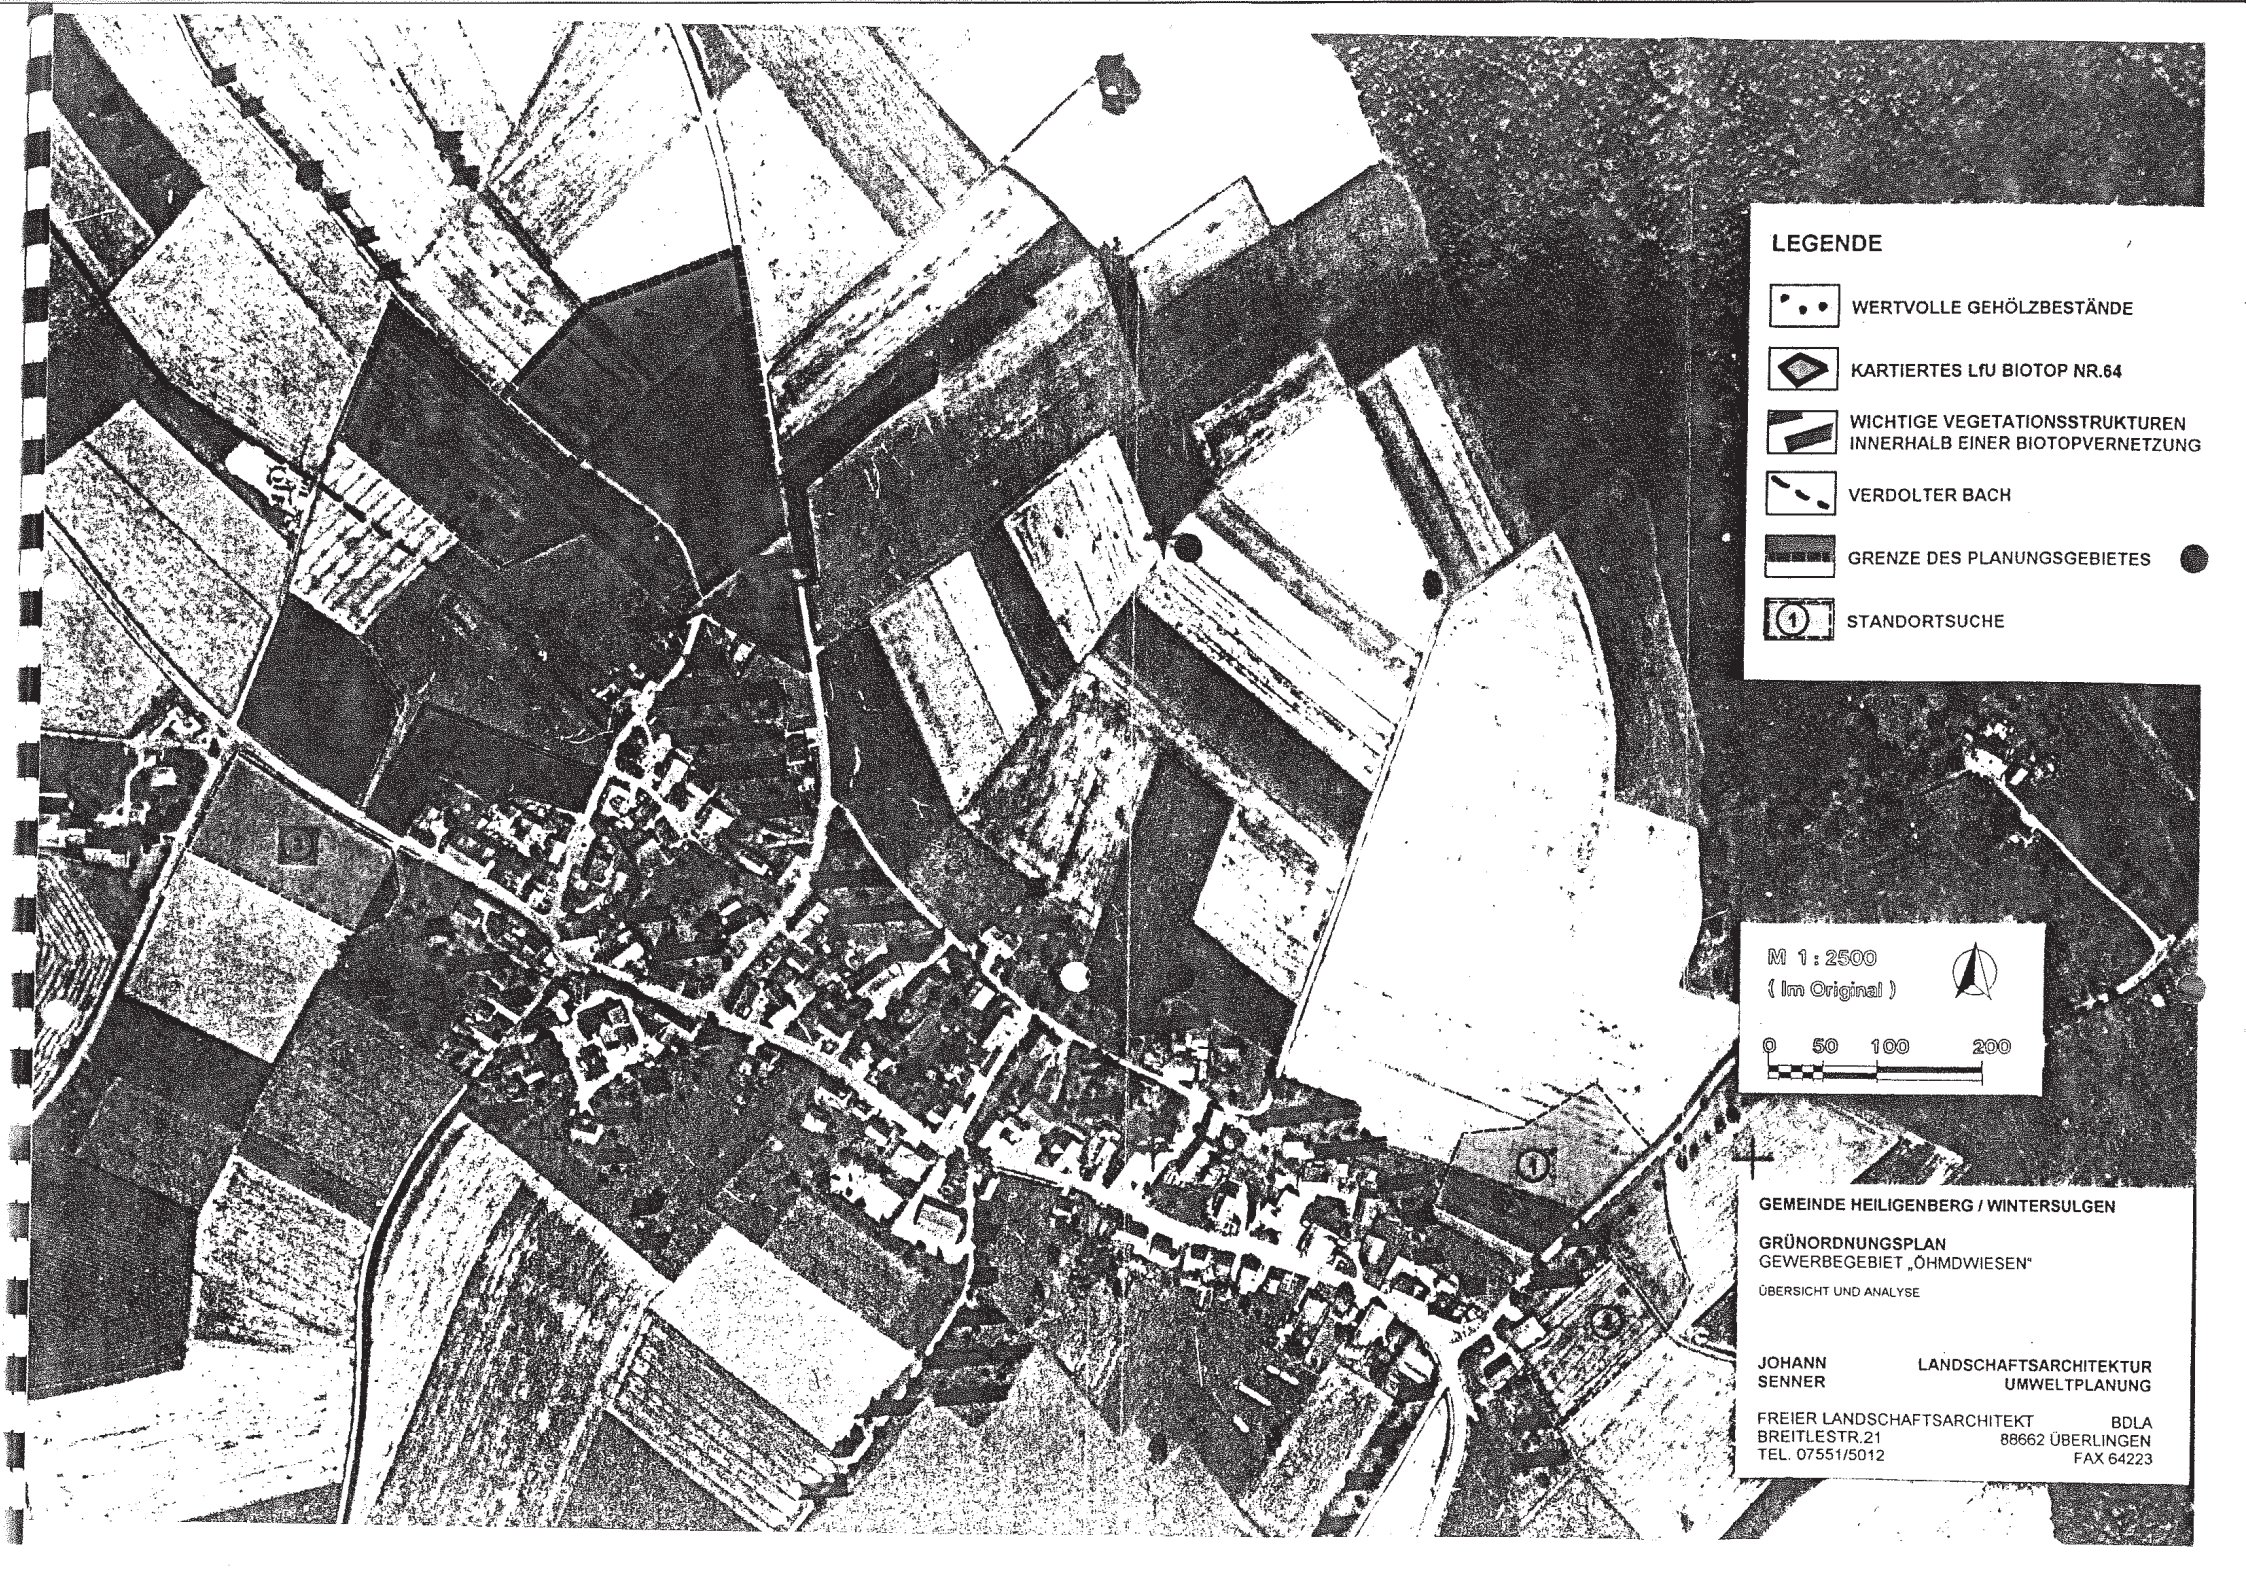 LEGENDE
WERTVOLLE GEHÖLZBESTÄNDE
KARTIERTES LfU BIOTOP NR.64
WICHTIGE VEGETATIONSSTRUKTUREN
INNERHALB EINER BIOTOPVERNETZUNG
VERDOLTER BACH
GRENZE DES PLANUNGSGEBIETES
1 STANDORTSUCHE
3
M 1:2500
( Im Original )
0 50 100 200
1
2
GEMEINDE HEILIGENBERG / WINTERSULGEN
GRÜNORDNUNGSPLAN
GEWERBEGEBIET „ÖHMDWIESEN“
ÜBERSICHT UND ANALYSE
JOHANN LANDSCHAFTSARCHITEKTUR
SENNER UMWELTPLANUNG
FREIER LANDSCHAFTSARCHITEKT BDLA
BREITLESTR.21 88662 ÜBERLINGEN
TEL. 07551/5012 FAX 64223